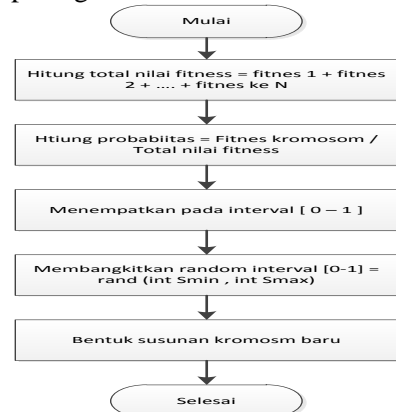 Mulai
Hitung total nilai fitness = fitnes 1 + fitnes
2 + .... + fitnes ke N
Htiung probabiitas = Fitnes kromosom /
Total nilai fitness
Menempatkan pada interval [ 0 – 1 ]
Membangkitkan random interval [0-1] =
rand (int Smin , int Smax)
Bentuk susunan kromosm baru
Selesai